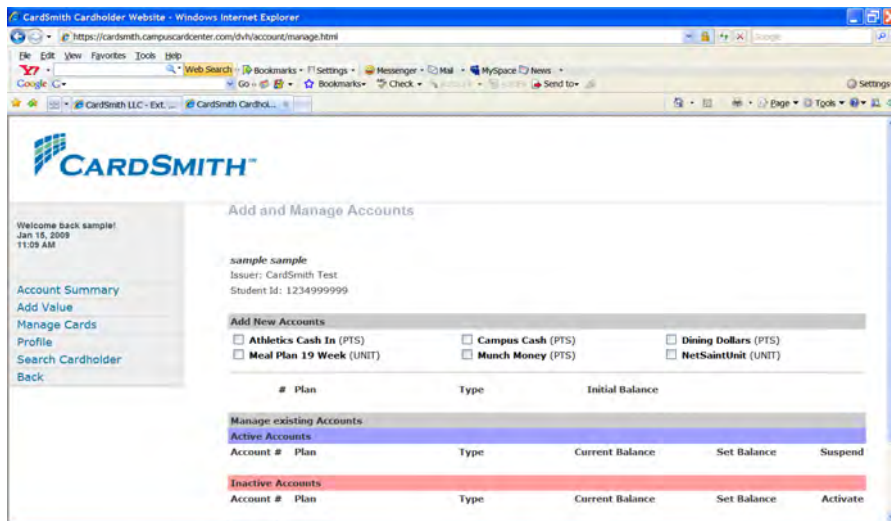 CardSmith Cardholder Website - Windows Internet Explorer
https://cardsmith.campuscardcenter.com/dvh/account/manage.html
File Edit View Favorites Tools Help
Y7 Web Search Bookmarks Settings Messenger Mail MySpace News
Google G Go Bookmarks Check Send to Settings
CardSmith LLC - Ext. ... CardSmith Cardhol... Page Tools
CARDSMITH™
Add and Manage Accounts
Welcome back sample!
Jan 15, 2009
11:09 AM
sample sample
Issuer: CardSmith Test
Student Id: 1234999999
Account Summary
Add Value
Manage Cards
Profile
Search Cardholder
Back
Add New Accounts
Athletics Cash In (PTS) Campus Cash (PTS) Dining Dollars (PTS)
Meal Plan 19 Week (UNIT) Munch Money (PTS) NetSaintUnit (UNIT)
# Plan Type Initial Balance
Manage existing Accounts
Active Accounts
Account # Plan Type Current Balance Set Balance Suspend
Inactive Accounts
Account # Plan Type Current Balance Set Balance Activate